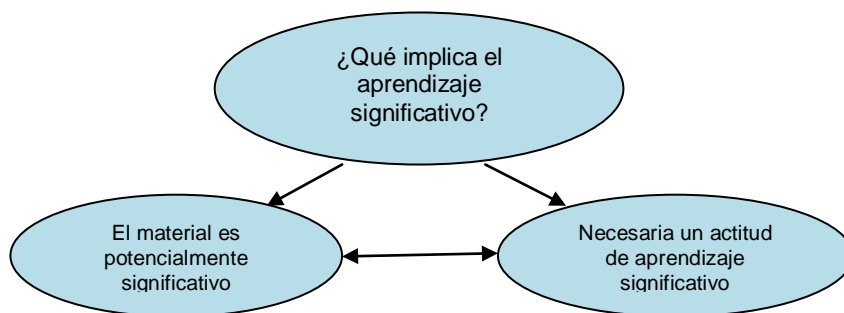 ¿Qué implica el
aprendizaje
significativo?
El material es
potencialmente
significativo
Necesaria un actitud
de aprendizaje
significativo